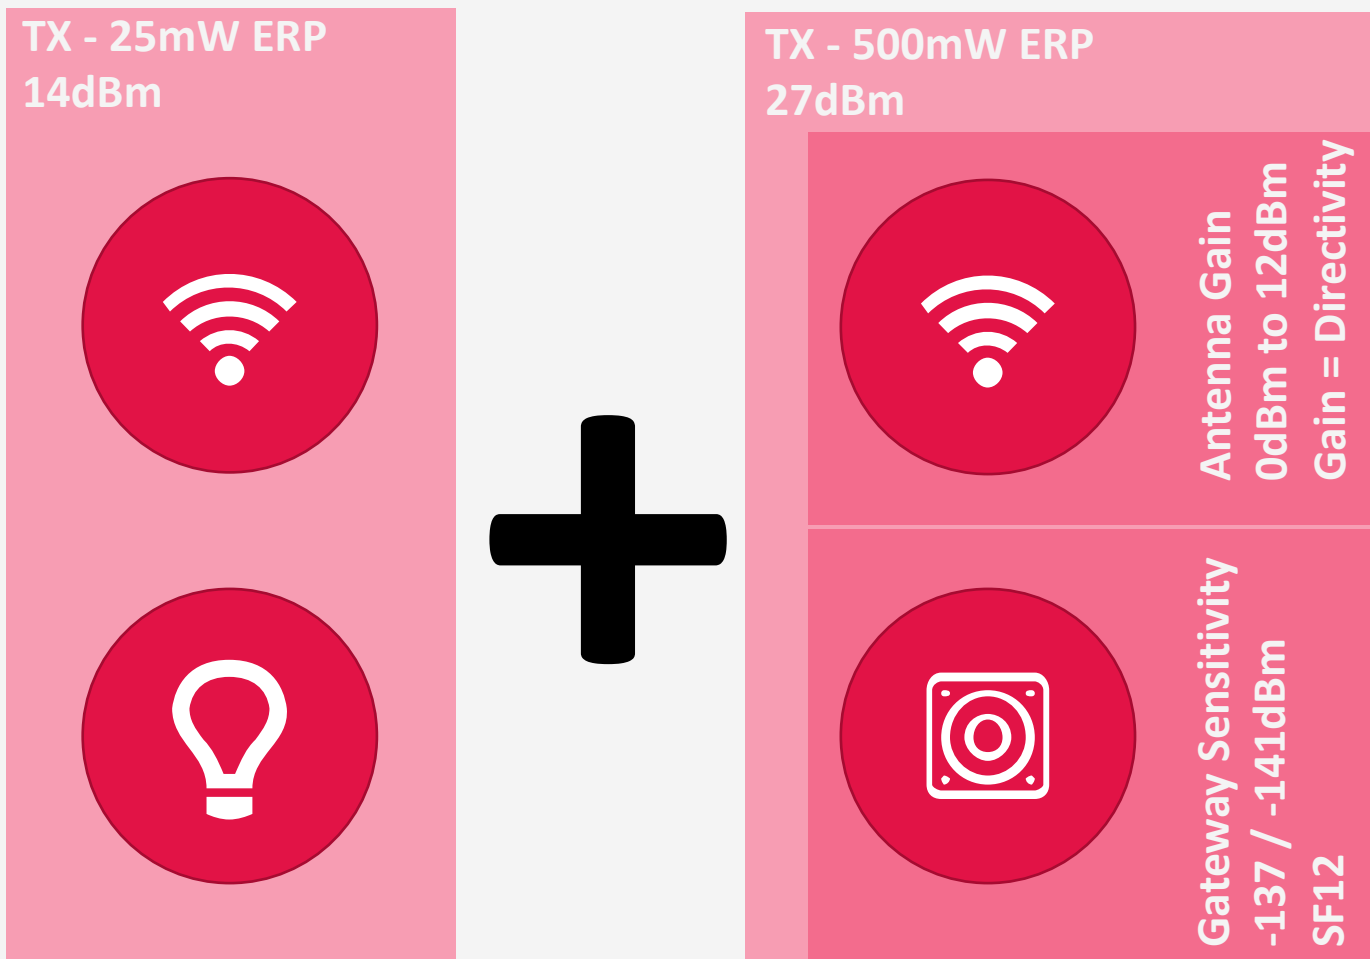 TX - 25mW ERP
14dBm
TX - 500mW ERP
27dBm
Antenna Gain
0dBm to 12dBm
Gain = Directivity
Gateway Sensitivity
-137 / -141dBm
SF12